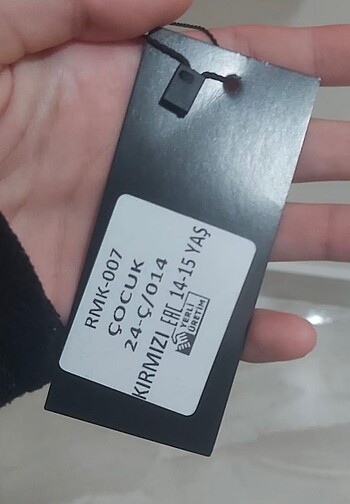 RMK-007
ÇOCUK
24-Ç/014
KIRMIZI EAC 14-15 YAŞ
YERLİ
ÜRETİM